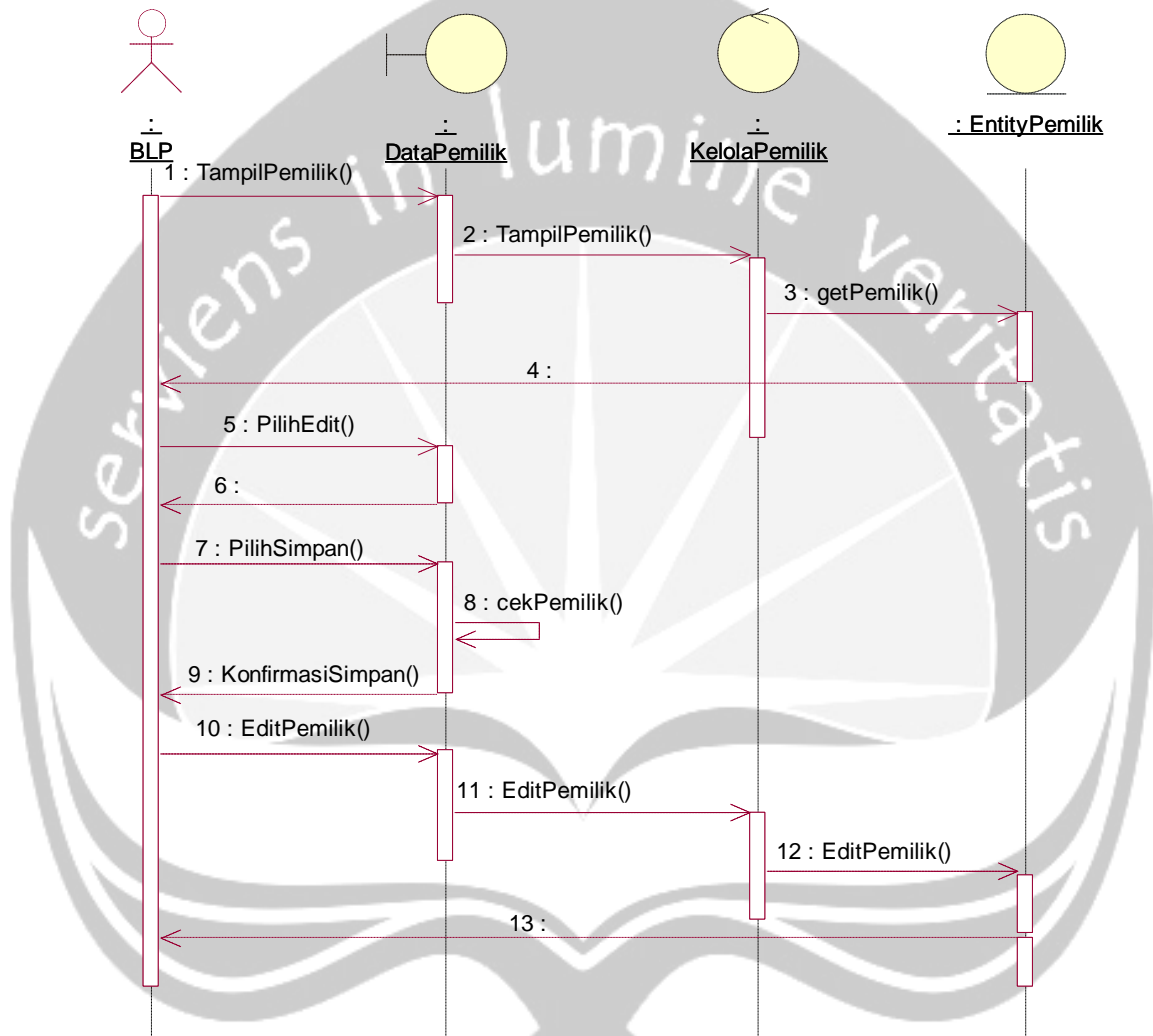 :
BLP
:
DataPemilik
:
KelolaPemilik
: EntityPemilik
1 : TampilPemilik()
2 : TampilPemilik()
3 : getPemilik()
4 :
5 : PilihEdit()
6 :
7 : PilihSimpan()
8 : cekPemilik()
9 : KonfirmasiSimpan()
10 : EditPemilik()
11 : EditPemilik()
12 : EditPemilik()
13 :
serviens in lumine veritatis